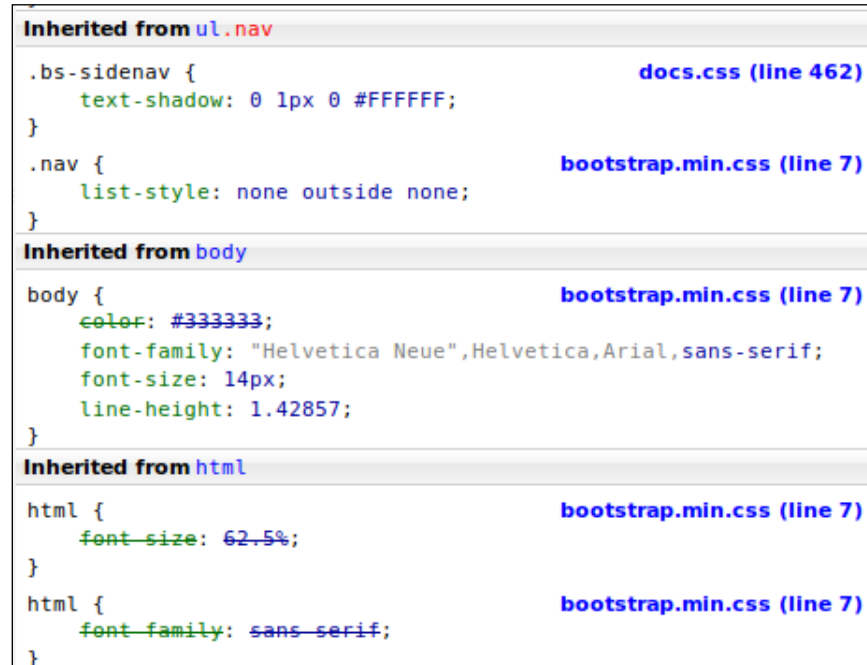 Inherited from ul.nav
.bs-sidenav { docs.css (line 462)
text-shadow: 0 1px 0 #FFFFFF;
}
.nav { bootstrap.min.css (line 7)
list-style: none outside none;
}
Inherited from body
body { bootstrap.min.css (line 7)
color: #333333;
font-family: "Helvetica Neue",Helvetica,Arial,sans-serif;
font-size: 14px;
line-height: 1.42857;
}
Inherited from html
html { bootstrap.min.css (line 7)
font-size: 62.5%;
}
html { bootstrap.min.css (line 7)
font-family: sans-serif;
}